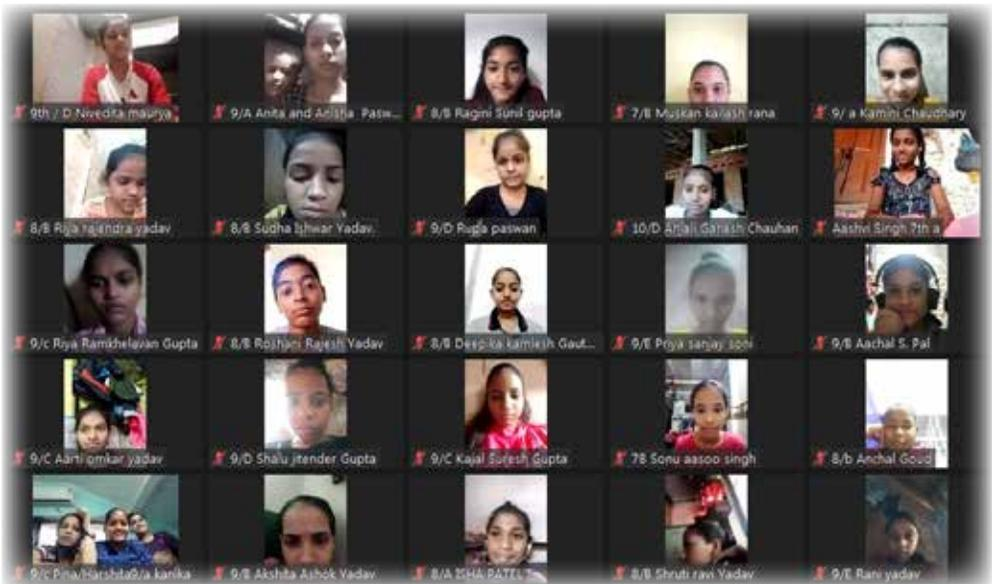 9th / D Nivedita maurya
9/A Anita and Anisha Pasw...
8/B Ragini Sunil gupta
7/B Muskan kailash rana
9/ a Kamini Chaudhary
8/B Riya rajendra yadav
8/B Sudha Ishwar Yadav
9/D Rupa paswan
10/D Anjali Ganash Chauhan
Aashvi Singh 7th a
9/c Riya Ramkhelavan Gupta
8/B Roshani Rajesh Yadav
8/B Deepika kamlesh Gaut...
9/E Priya sanjay soni
9/B Aachal S. Pal
9/C Aarti omkar yadav
9/D Shalu jitender Gupta
9/C Kajal Suresh Gupta
7B Sonu aasoo singh
8/b Anchal Goud
9/c Pina/Harshita9/a kanika
9/B Akshita Ashok Yadav
8/A ISHA PATEL
8/B Shruti ravi Yadav
9/E Rani yadav